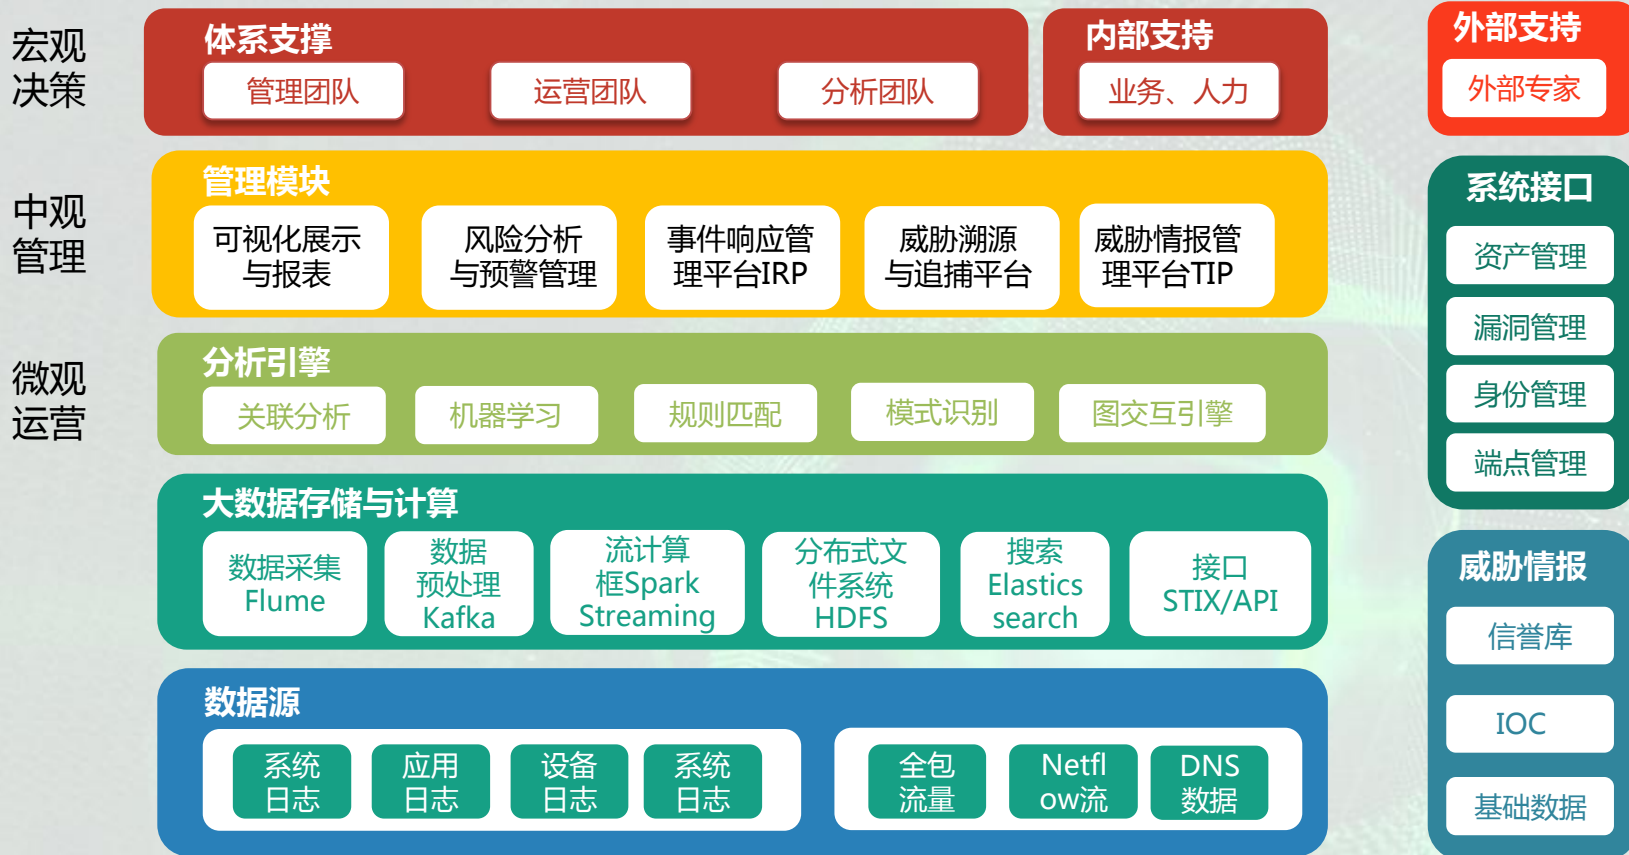 宏观
决策
体系支撑
管理团队
运营团队
分析团队
内部支持
业务、人力
外部支持
外部专家
中观
管理
管理模块
可视化展示
与报表
风险分析
与预警管理
事件响应管
理平台IRP
威胁溯源
与追捕平台
威胁情报管
理平台TIP
系统接口
资产管理
漏洞管理
身份管理
端点管理
微观
运营
分析引擎
关联分析
机器学习
规则匹配
模式识别
图交互引擎
大数据存储与计算
数据采集
Flume
数据
预处理
Kafka
流计算
框Spark
Streaming
分布式文
件系统
HDFS
搜索
Elastics
search
接口
STIX/API
威胁情报
信誉库
IOC
基础数据
数据源
系统
日志
应用
日志
设备
日志
系统
日志
全包
流量
Netfl
ow流
DNS
数据